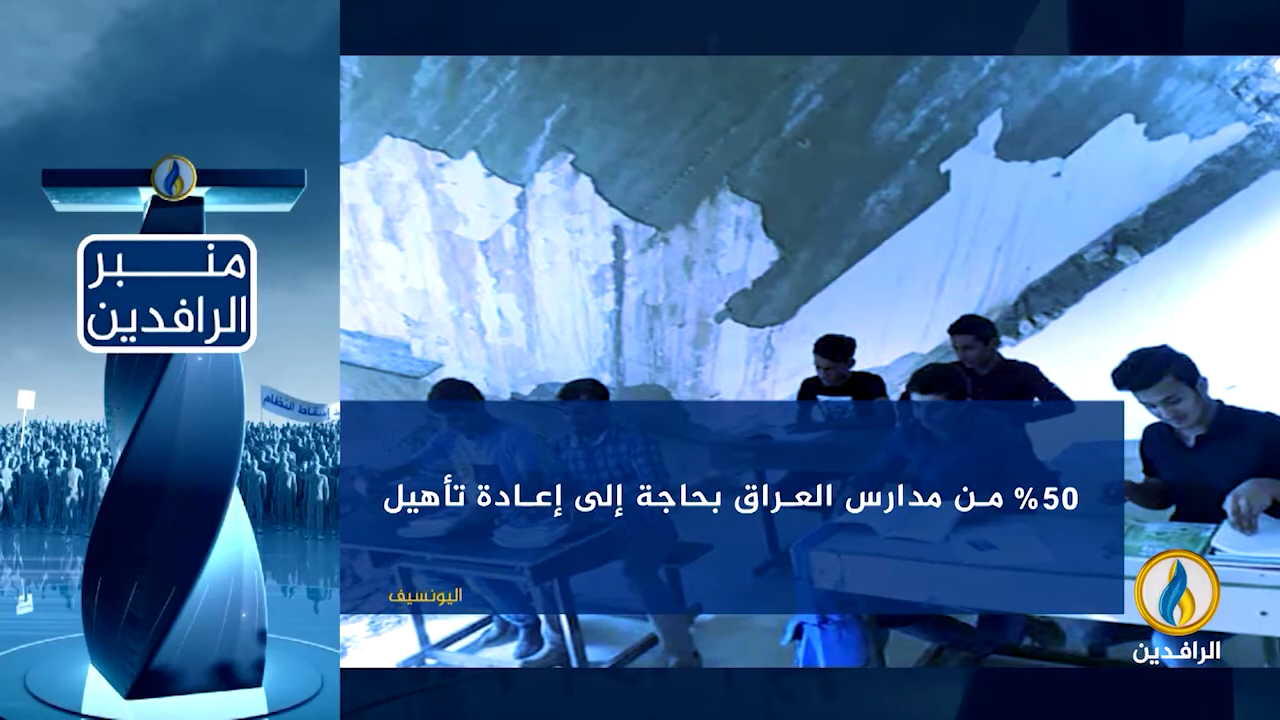 منبر
الرافدين
إسقاط النظام
50% من مدارس العراق بحاجة إلى إعادة تأهيل
اليونسيف
الرافدين